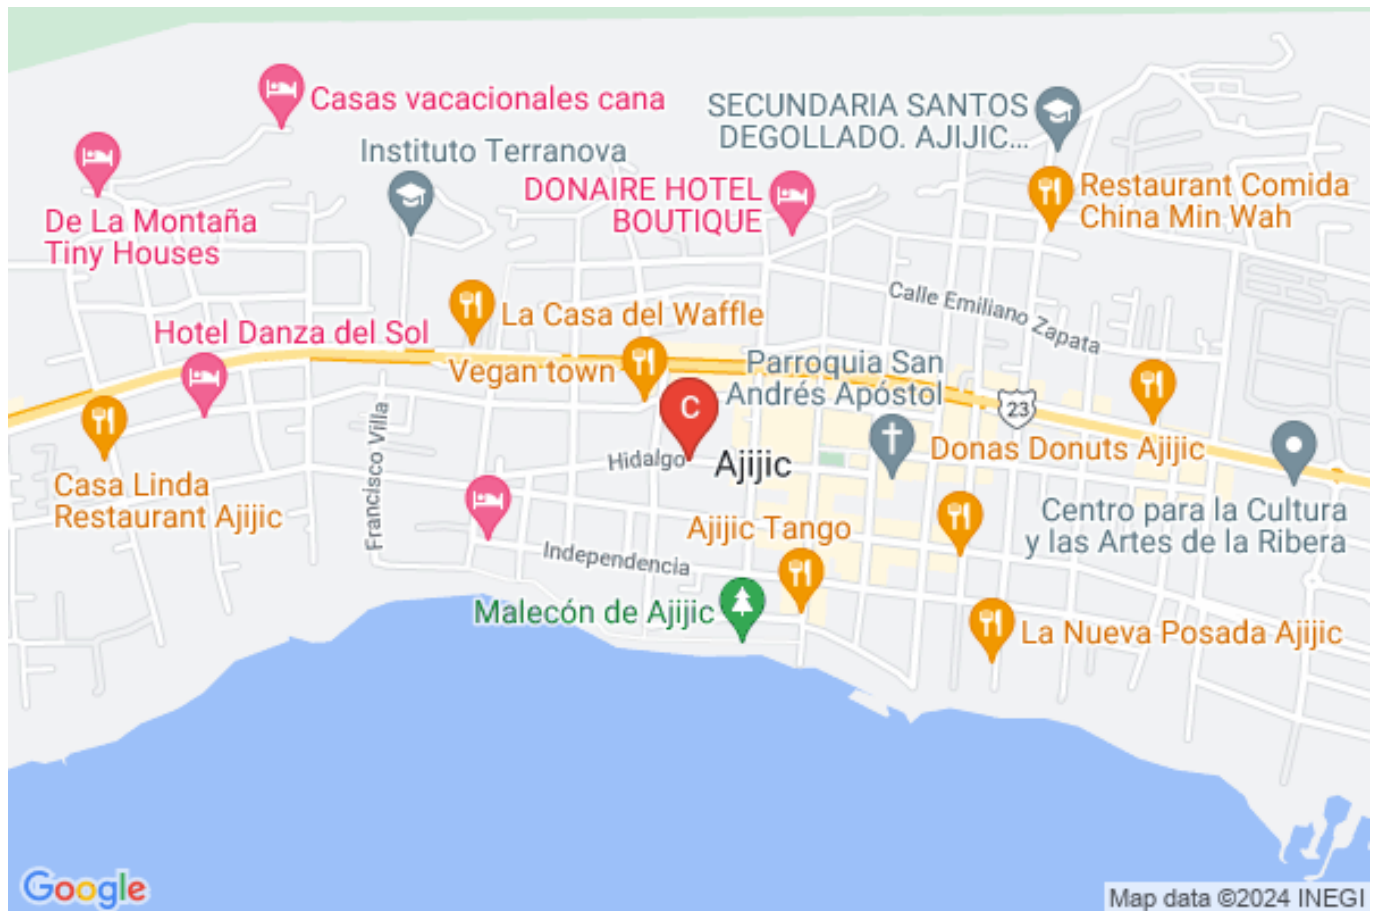 Casas vacacionales cana
SECUNDARIA SANTOS
DEGOLLADO. AJIJIC...
Instituto Terranova
DONAIRE HOTEL
BOUTIQUE
Restaurant Comida
China Min Wah
De La Montaña
Tiny Houses
Calle Emiliano Zapata
La Casa del Waffle
Hotel Danza del Sol
Vegan town
Parroquia San
Andrés Apóstol
C
23
Francisco Villa
Hidalgo
Ajijic
Donas Donuts Ajijic
Casa Linda
Restaurant Ajijic
Centro para la Cultura
y las Artes de la Ribera
Ajijic Tango
Independencia
Malecón de Ajijic
La Nueva Posada Ajijic
Google
Map data ©2024 INEGI